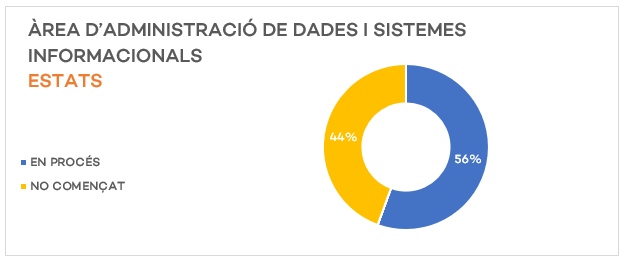 ÀREA D’ADMINISTRACIÓ DE DADES I SISTEMES
INFORMACIONALS
ESTATS
44%
56%
EN PROCÉS
NO COMENÇAT